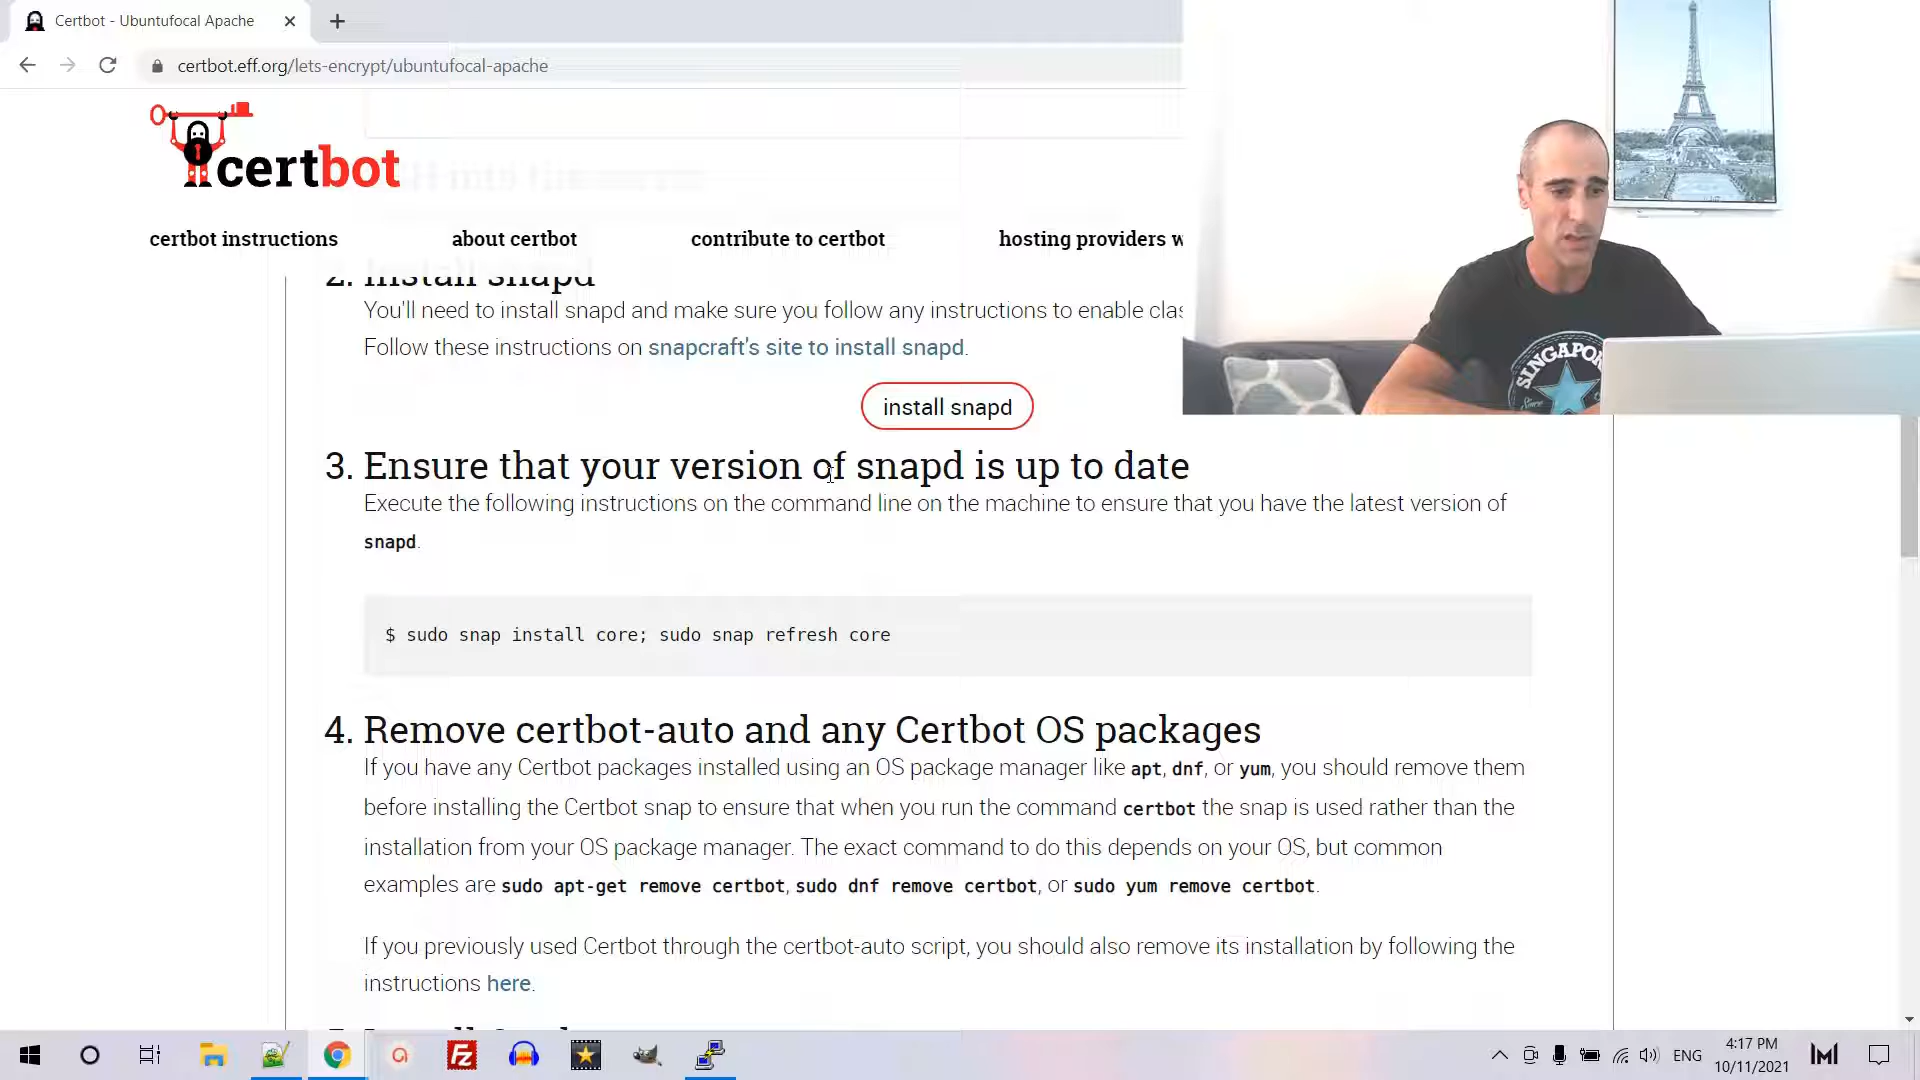 Certbot - Ubuntufocal Apache
certbot.eff.org/lets-encrypt/ubuntufocal-apache
certbot
certbot instructions
about certbot
contribute to certbot
hosting providers w
2. Install snapd
You'll need to install snapd and make sure you follow any instructions to enable clas
Follow these instructions on snapcraft's site to install snapd.
install snapd
SINGAPOR
Since
3. Ensure that your version of snapd is up to date
Execute the following instructions on the command line on the machine to ensure that you have the latest version of
snapd.
$ sudo snap install core; sudo snap refresh core
4. Remove certbot-auto and any Certbot OS packages
If you have any Certbot packages installed using an OS package manager like apt, dnf, or yum, you should remove them
before installing the Certbot snap to ensure that when you run the command certbot the snap is used rather than the
installation from your OS package manager. The exact command to do this depends on your OS, but common
examples are sudo apt-get remove certbot, sudo dnf remove certbot, or sudo yum remove certbot.
If you previously used Certbot through the certbot-auto script, you should also remove its installation by following the
instructions here.
Fz
ENG
4:17 PM
10/11/2021